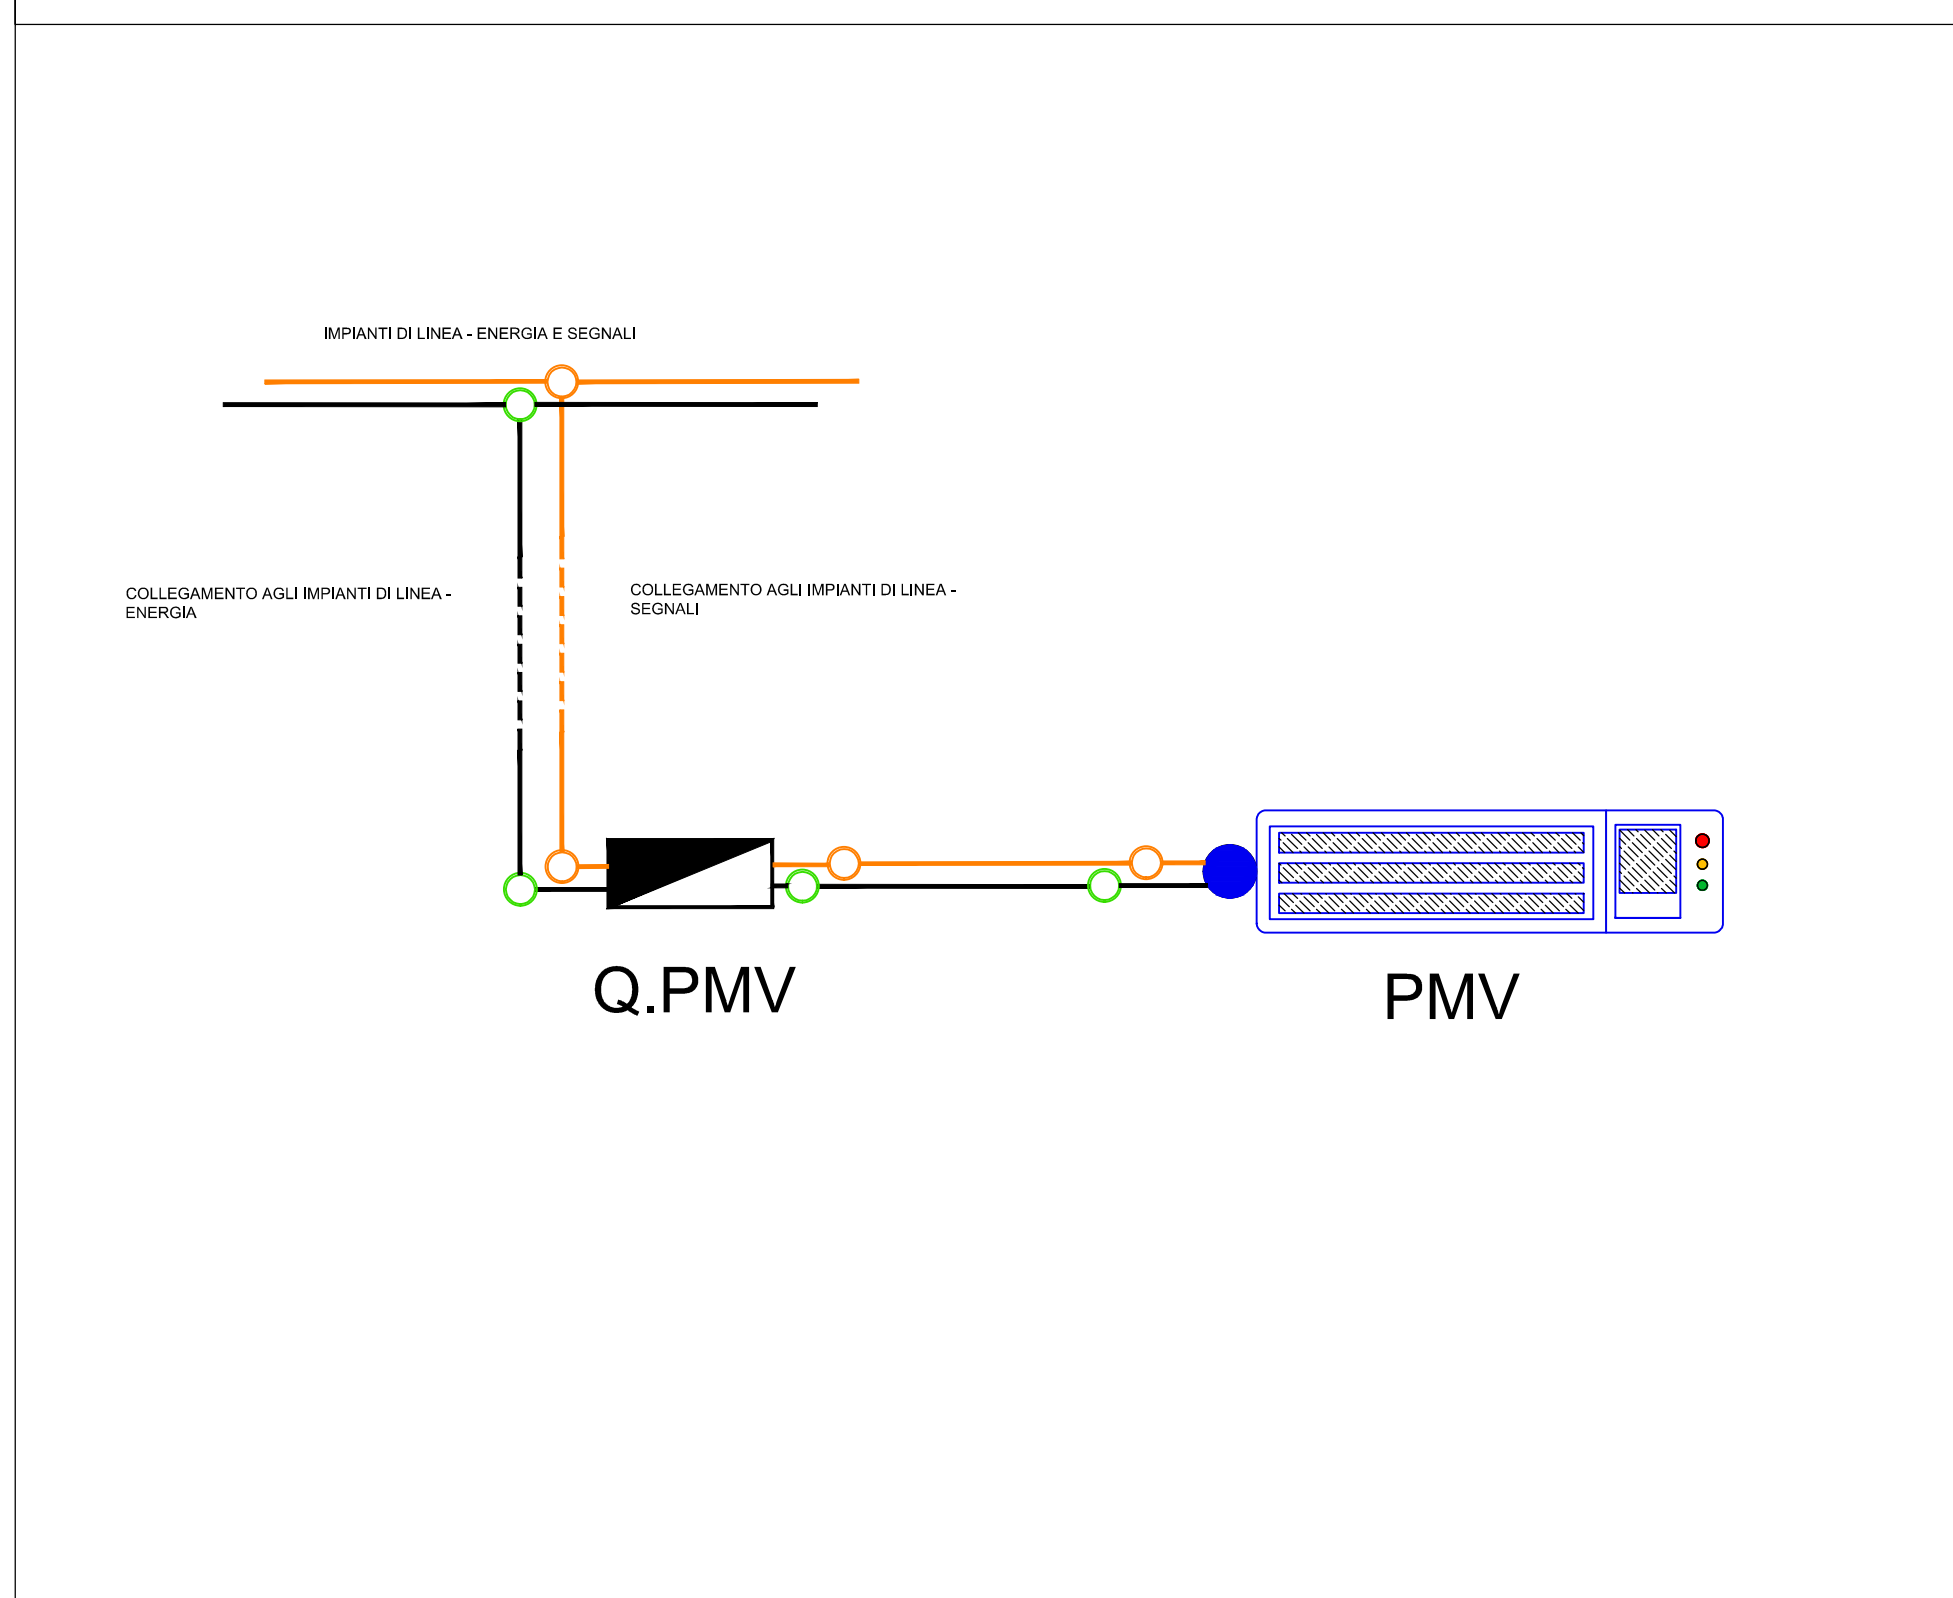 IMPIANTI DI LINEA - ENERGIA E SEGNALI
COLLEGAMENTO AGLI IMPIANTI DI LINEA -
ENERGIA
COLLEGAMENTO AGLI IMPIANTI DI LINEA -
SEGNALI
Q.PMV
PMV